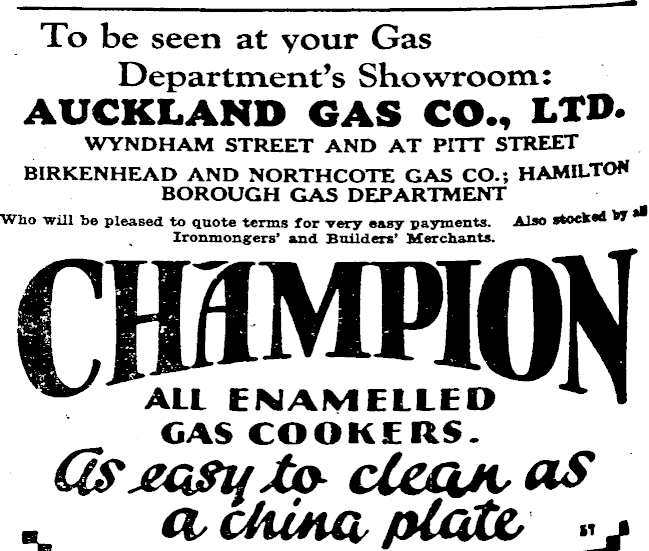 To be seen at your Gas
Department's Showroom:
AUCKLAND GAS CO., LTD.
WYNDHAM STREET AND AT PITT STREET
BIRKENHEAD AND NORTHCOTE GAS CO.; HAMILTON
BOROUGH GAS DEPARTMENT
Who will be pleased to quote terms for very easy payments. Also stocked by all
Ironmongers' and Builders' Merchants.
CHAMPION
ALL ENAMELLED
GAS COOKERS.
As easy to clean as
a china plate